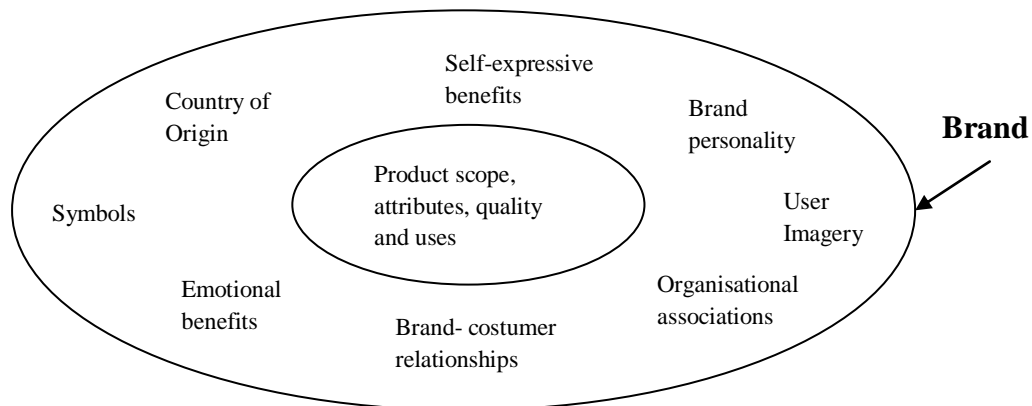 Self-expressive
benefits
Country of
Origin
Brand
personality
Brand
Product scope,
attributes, quality
and uses
Symbols
User
Imagery
Emotional
benefits
Brand- costumer
relationships
Organisational
associations